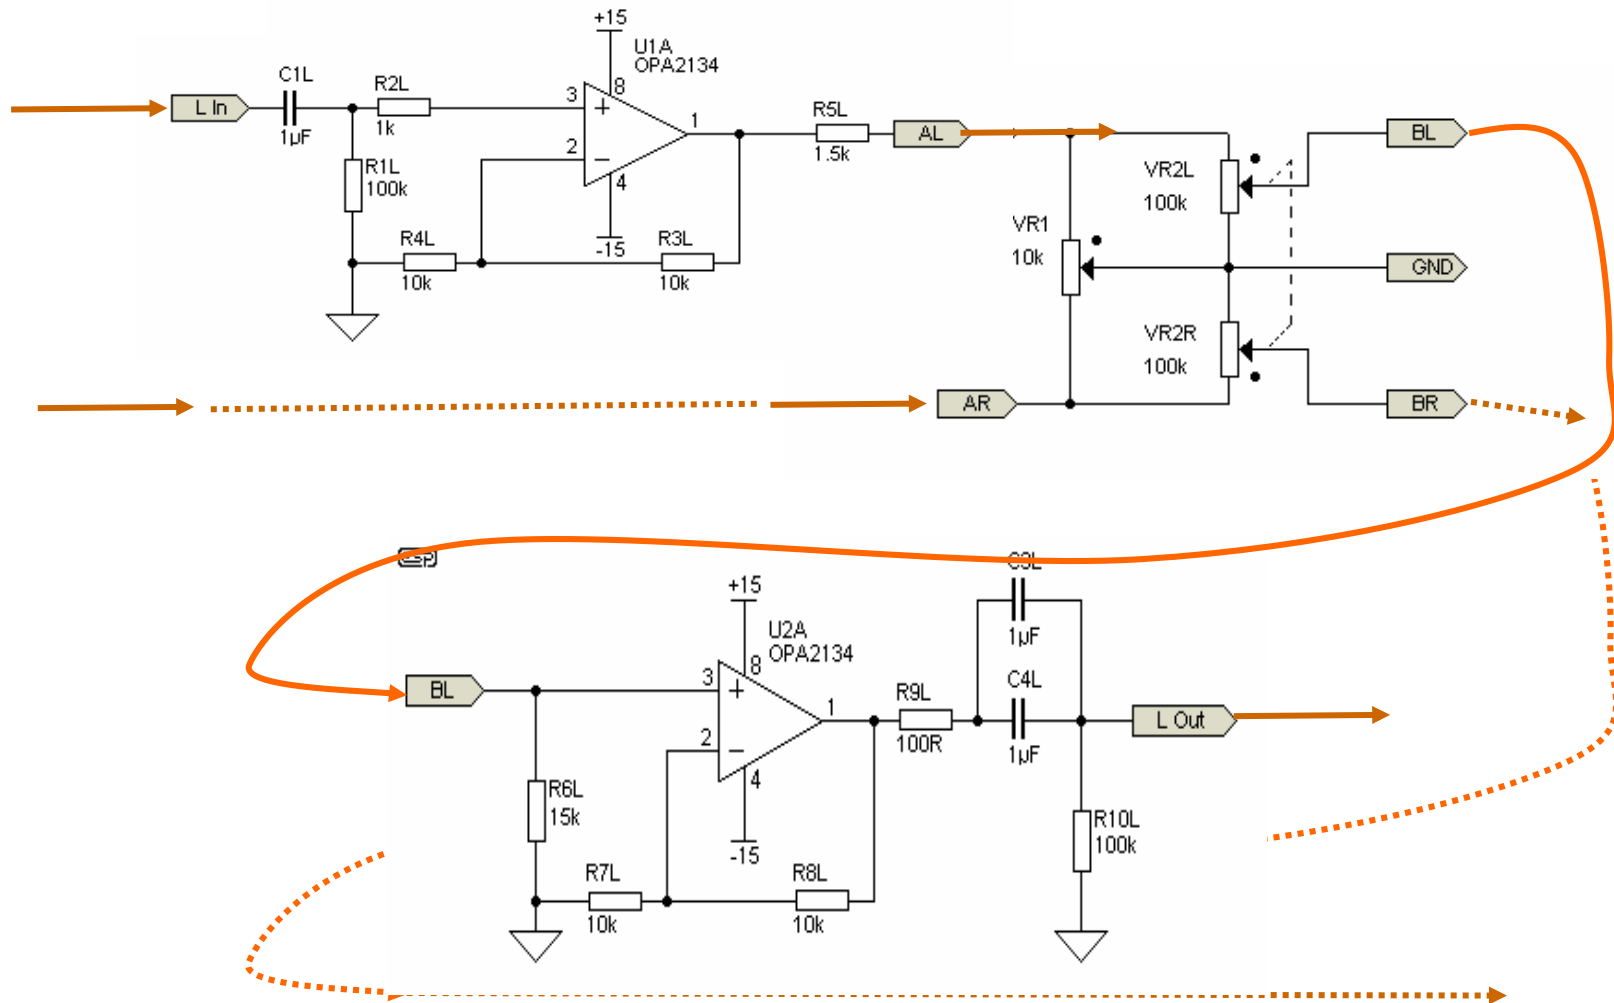 +15
U1A
OPA2134
C1L
1µF
L In
R2L
1k
3
8
+
1
2
−
4
-15
R1L
100k
R4L
10k
R3L
10k
R5L
1.5k
AL
VR2L
100k
BL
VR1
10k
GND
VR2R
100k
AR
BR
C3L
1µF
+15
U2A
OPA2134
BL
3
8
+
1
2
−
4
-15
R9L
100R
C4L
1µF
L Out
R6L
15k
R10L
100k
R7L
10k
R8L
10k